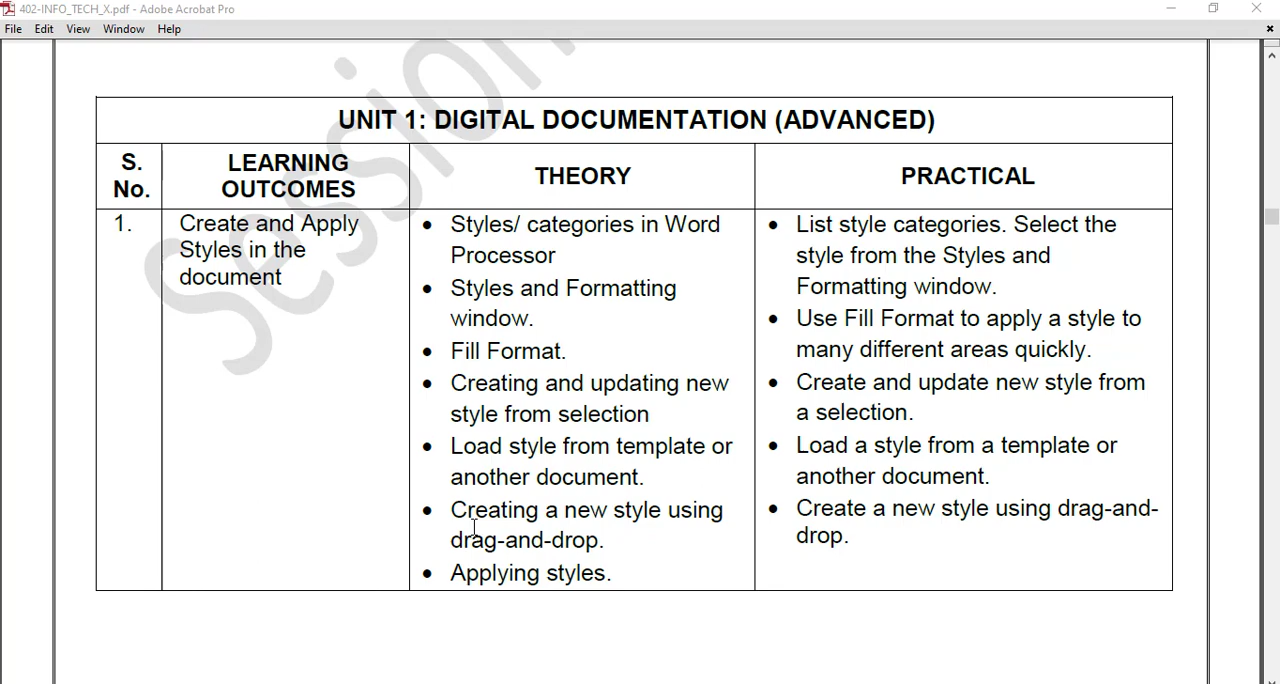 402-INFO_TECH_X.pdf - Adobe Acrobat Pro
File Edit View Window Help
Session
UNIT 1: DIGITAL DOCUMENTATION (ADVANCED)
S.
No.
LEARNING
OUTCOMES
THEORY
PRACTICAL
1.
Create and Apply
Styles in the
document
• Styles/ categories in Word
Processor
• Styles and Formatting
window.
• Fill Format.
• Creating and updating new
style from selection
• Load style from template or
another document.
• Creating a new style using
drag-and-drop.
• Applying styles.
• List style categories. Select the
style from the Styles and
Formatting window.
• Use Fill Format to apply a style to
many different areas quickly.
• Create and update new style from
a selection.
• Load a style from a template or
another document.
• Create a new style using drag-and-
drop.